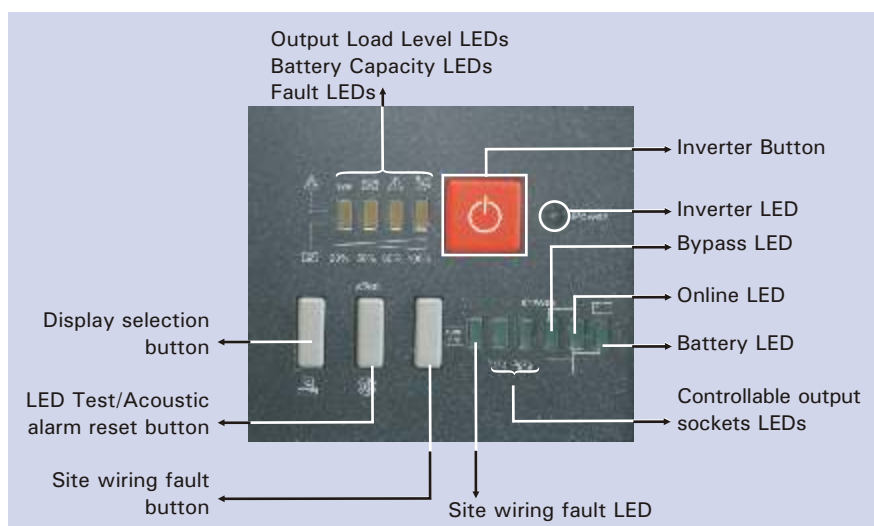 Output Load Level LEDs
Battery Capacity LEDs
Fault LEDs
Inverter Button
Inverter LED
Bypass LED
Online LED
Battery LED
Controllable output
sockets LEDs
Display selection
button
LED Test/Acoustic
alarm reset button
Site wiring fault
button
Site wiring fault LED